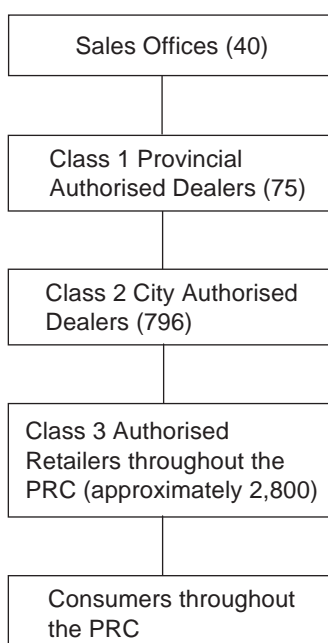 Sales Offices (40)
Class 1 Provincial
Authorised Dealers (75)
Class 2 City Authorised
Dealers (796)
Class 3 Authorised
Retailers throughout the
PRC (approximately 2,800)
Consumers throughout
the PRC